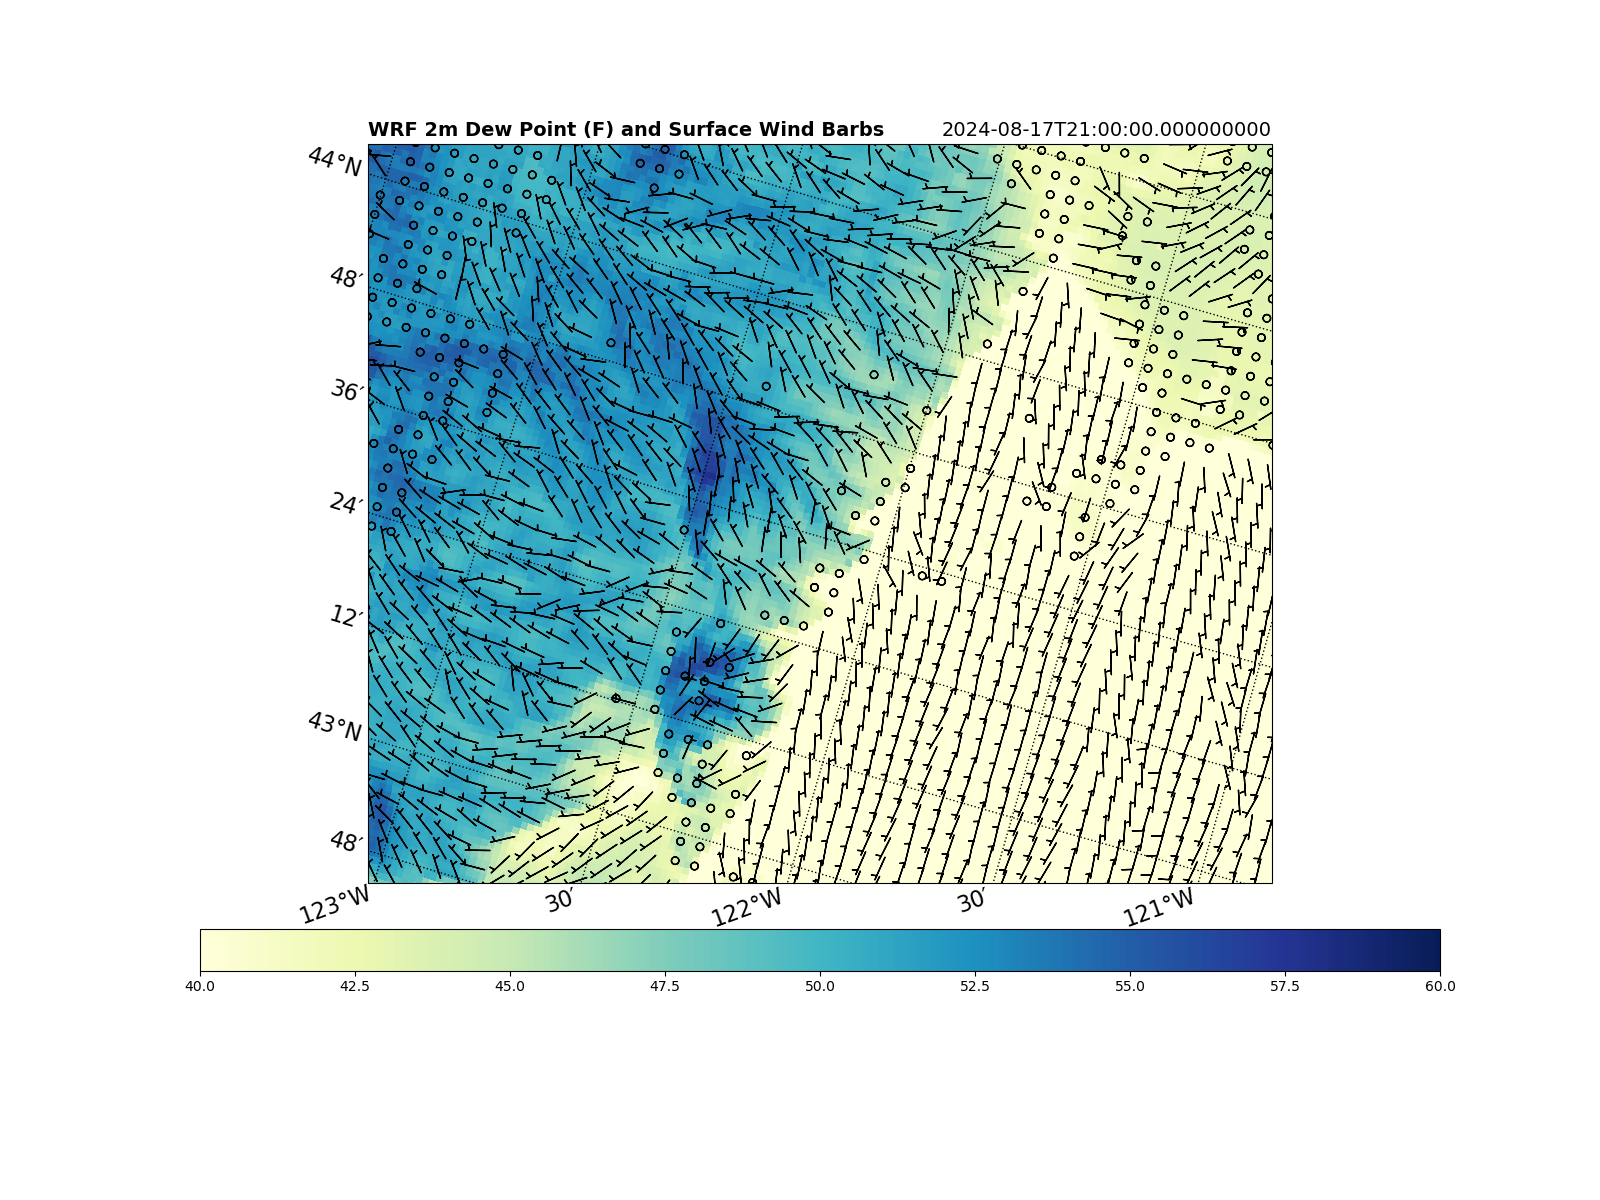 WRF 2m Dew Point (F) and Surface Wind Barbs 2024-08-17T21:00:00.000000000
44°N
48′
36′
24′
12′
43°N
48′
123°W 30′ 122°W 30′ 121°W
40.0 42.5 45.0 47.5 50.0 52.5 55.0 57.5 60.0